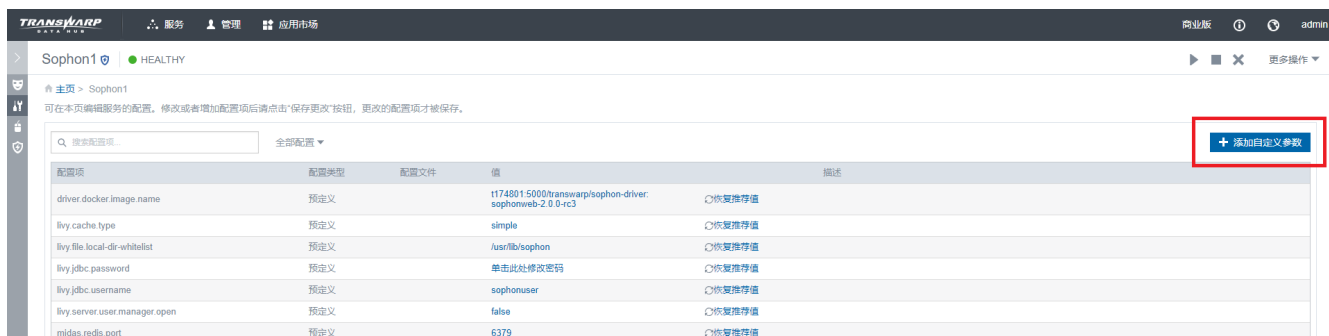 TRANSWARP
DATA HUB
服务
管理
应用市场
商业版
admin
Sophon1
HEALTHY
更多操作
主页 > Sophon1
可在本页编辑服务的配置。修改或者增加配置项后请点击“保存更改”按钮，更改的配置项才被保存。
搜索配置项...
全部配置
+ 添加自定义参数
配置项 配置类型 配置文件 值 描述
driver.docker.image.name 预定义 t174801:5000/transwarp/sophon-driver: 恢复推荐值
sophonweb-2.0.0-rc3
livy.cache.type 预定义 simple 恢复推荐值
livy.file.local-dir-whitelist 预定义 /usr/lib/sophon 恢复推荐值
livy.jdbc.password 预定义 单击此处修改密码 恢复推荐值
livy.jdbc.username 预定义 sophonuser 恢复推荐值
livy.server.user.manager.open 预定义 false 恢复推荐值
midas.redis.port 预定义 6379 恢复推荐值